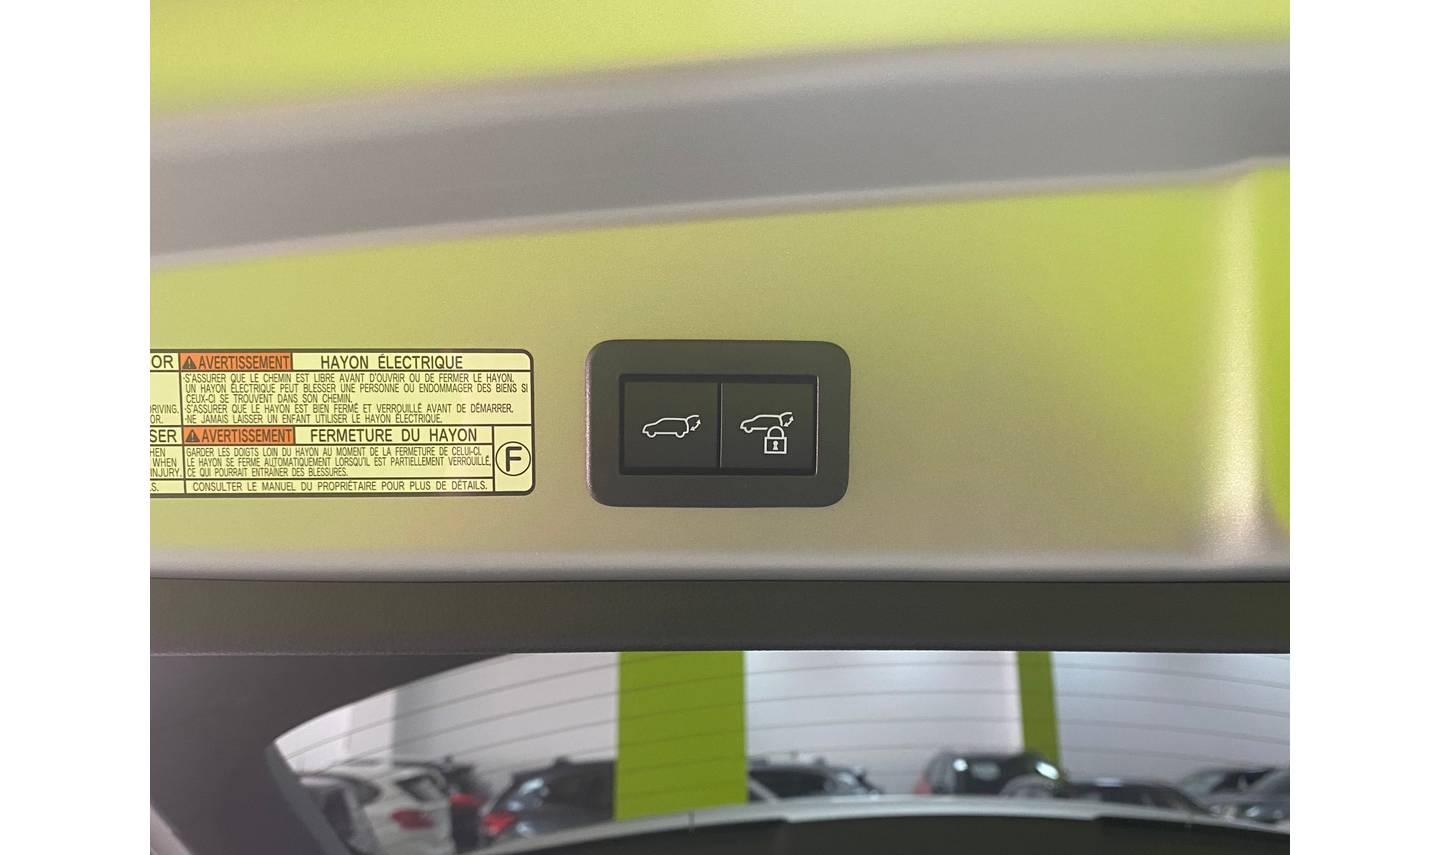 OR
AVERTISSEMENT HAYON ÉLECTRIQUE
·S'ASSURER QUE LE CHEMIN EST LIBRE AVANT D'OUVRIR OU DE FERMER LE HAYON.
UN HAYON ÉLECTRIQUE PEUT BLESSER UNE PERSONNE OU ENDOMMAGER DES BIENS SI
CEUX-CI SE TROUVENT DANS SON CHEMIN.
DRIVING. ·S'ASSURER QUE LE HAYON EST BIEN FERMÉ ET VERROUILLÉ AVANT DE DÉMARRER.
OR. ·NE JAMAIS LAISSER UN ENFANT UTILISER LE HAYON ÉLECTRIQUE.
SER AVERTISSEMENT FERMETURE DU HAYON
HEN GARDER LES DOIGTS LOIN DU HAYON AU MOMENT DE LA FERMETURE DE CELUI-CI.
WHEN LE HAYON SE FERME AUTOMATIQUEMENT LORSQU'IL EST PARTIELLEMENT VERROUILLÉ,
INJURY. CE QUI POURRAIT ENTRAÎNER DES BLESSURES.
F
S. CONSULTER LE MANUEL DU PROPRIÉTAIRE POUR PLUS DE DÉTAILS.